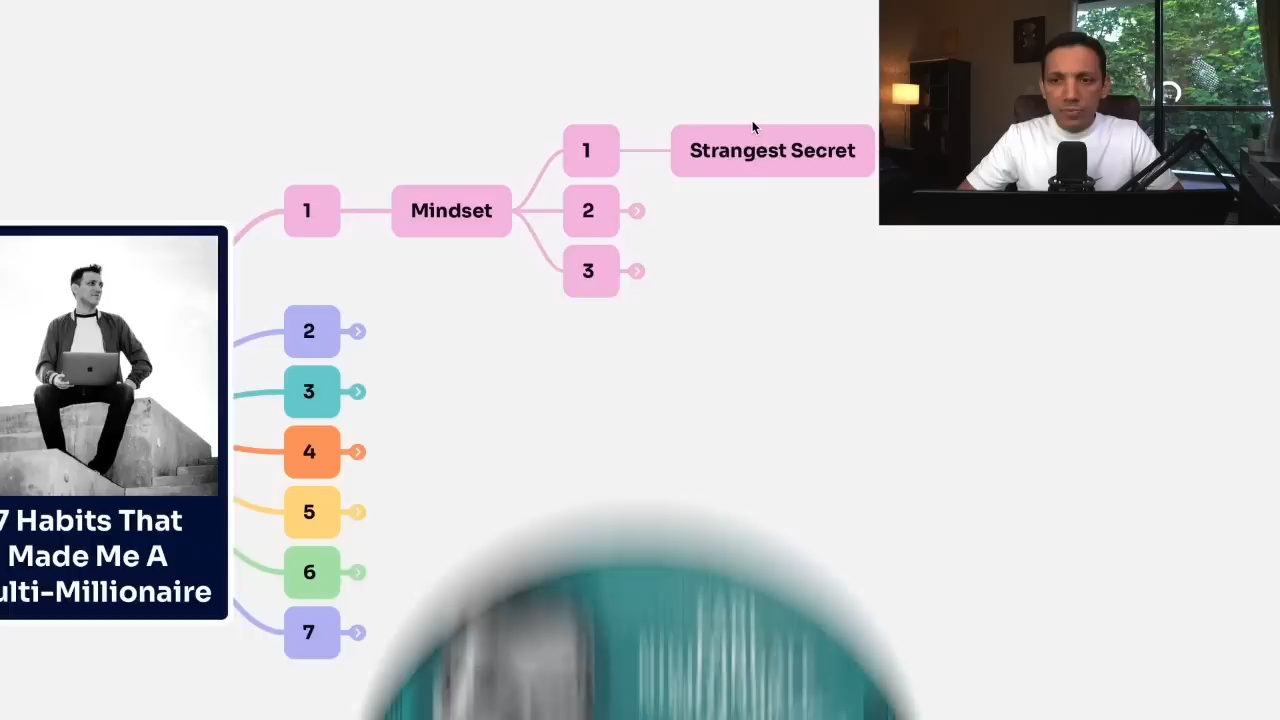 1
Strangest Secret
1
Mindset
2
3
2
3
4
5
6
7
7 Habits That
Made Me A
ulti-Millionaire